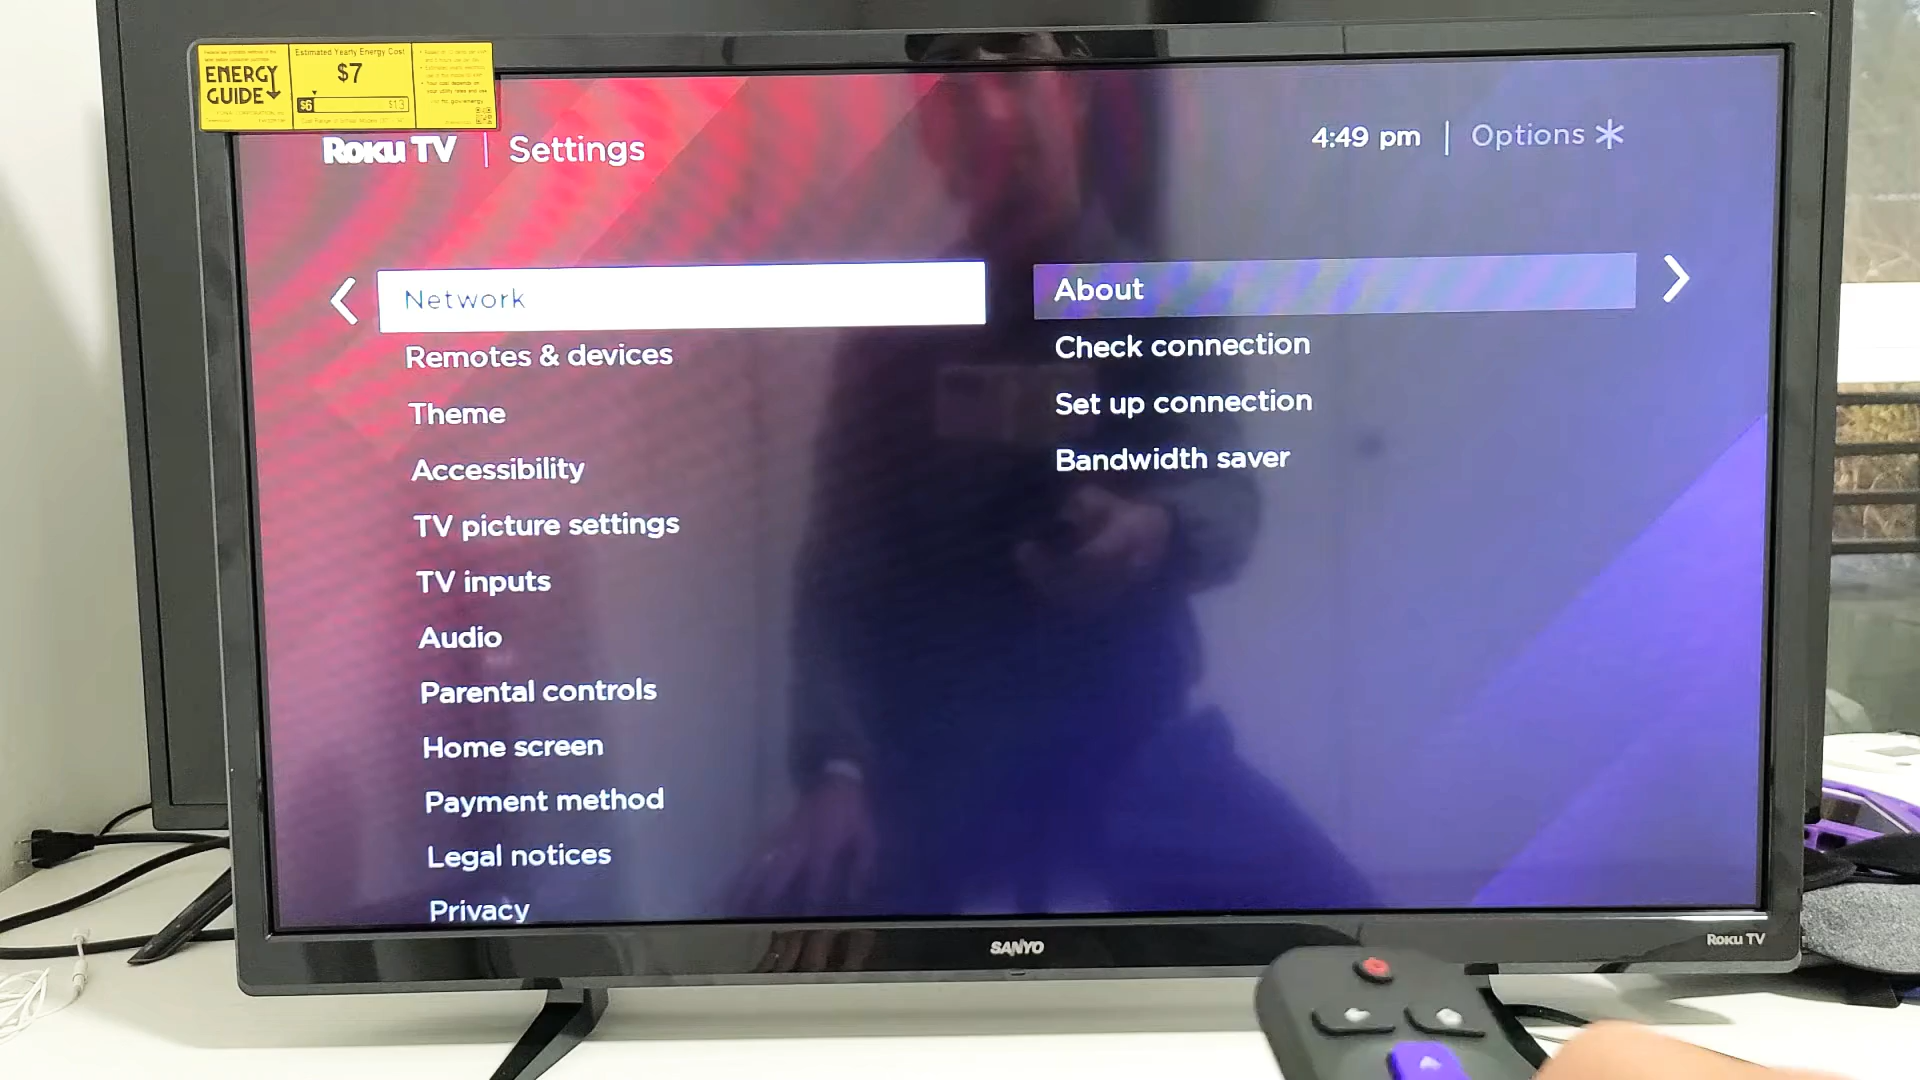 ENERGY
GUIDE
Estimated Yearly Energy Cost
$7
$6
$13
Roku TV
Settings
4:49 pm
Options
Network
Remotes & devices
Theme
Accessibility
TV picture settings
TV inputs
Audio
Parental controls
Home screen
Payment method
Legal notices
Privacy
About
Check connection
Set up connection
Bandwidth saver
SANYO
Roku TV